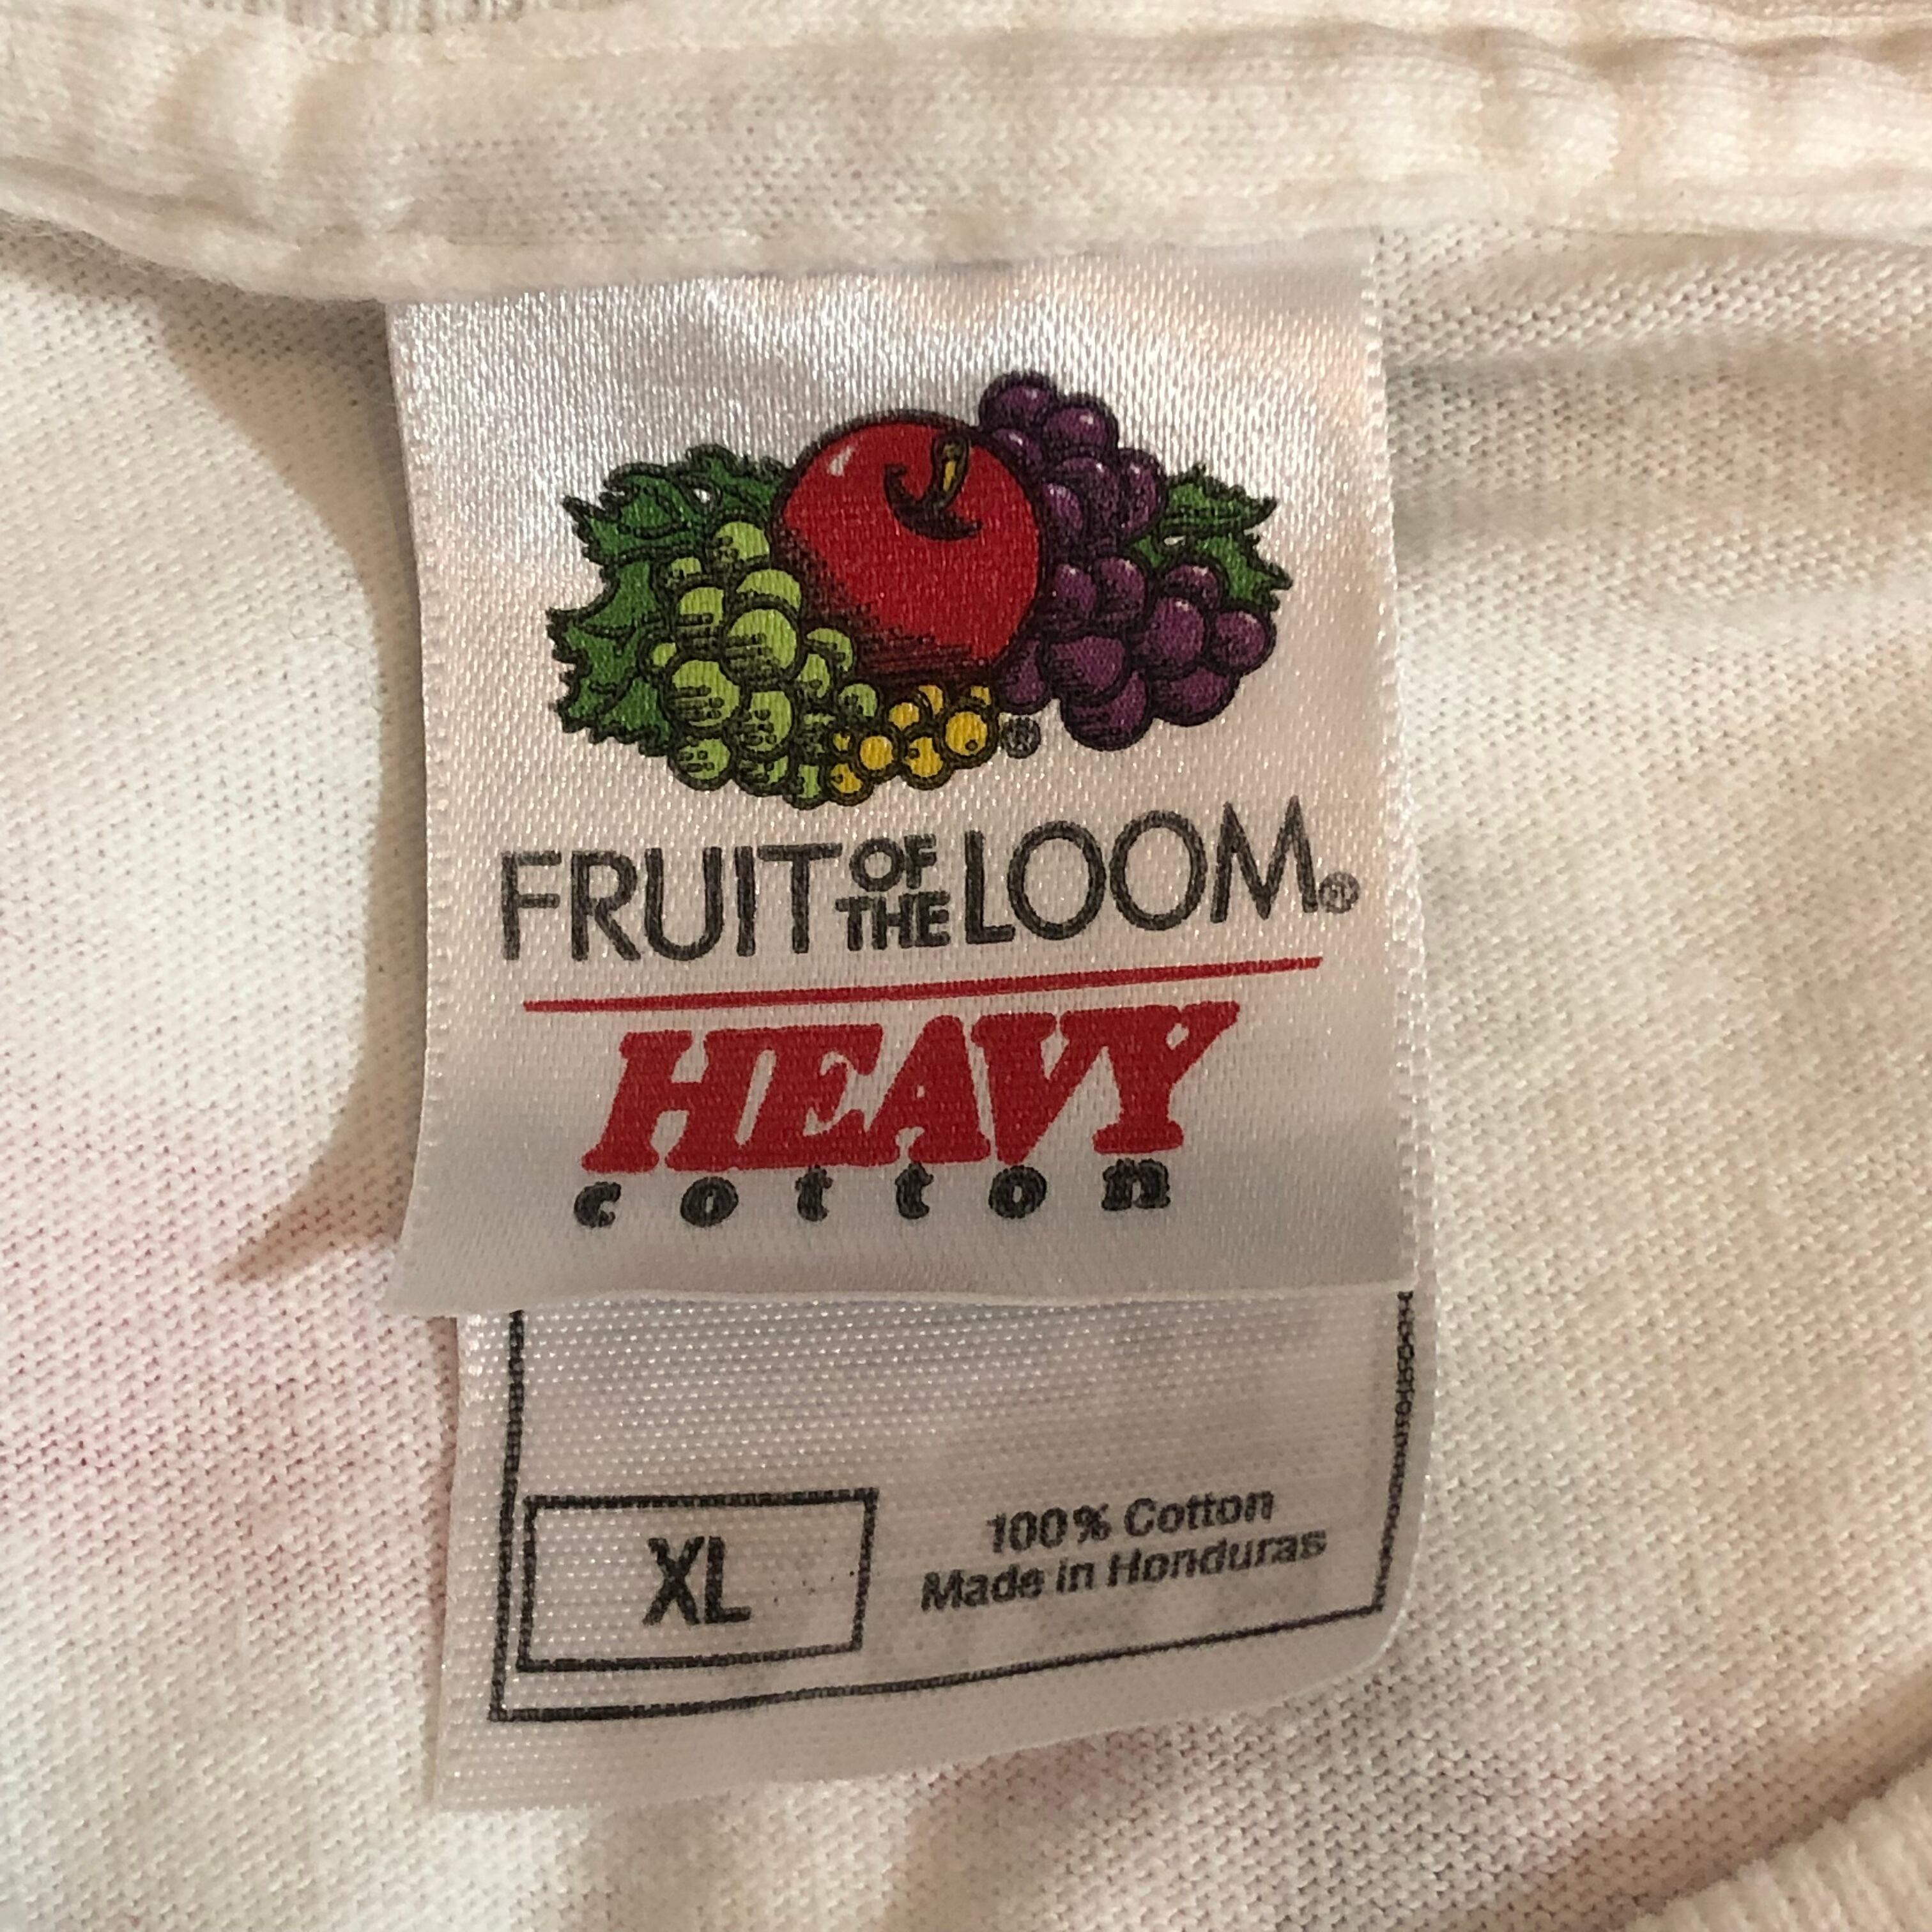 ®
FRUIT OF THE LOOM®
HEAVY
cotton
XL
100% Cotton
Made in Honduras